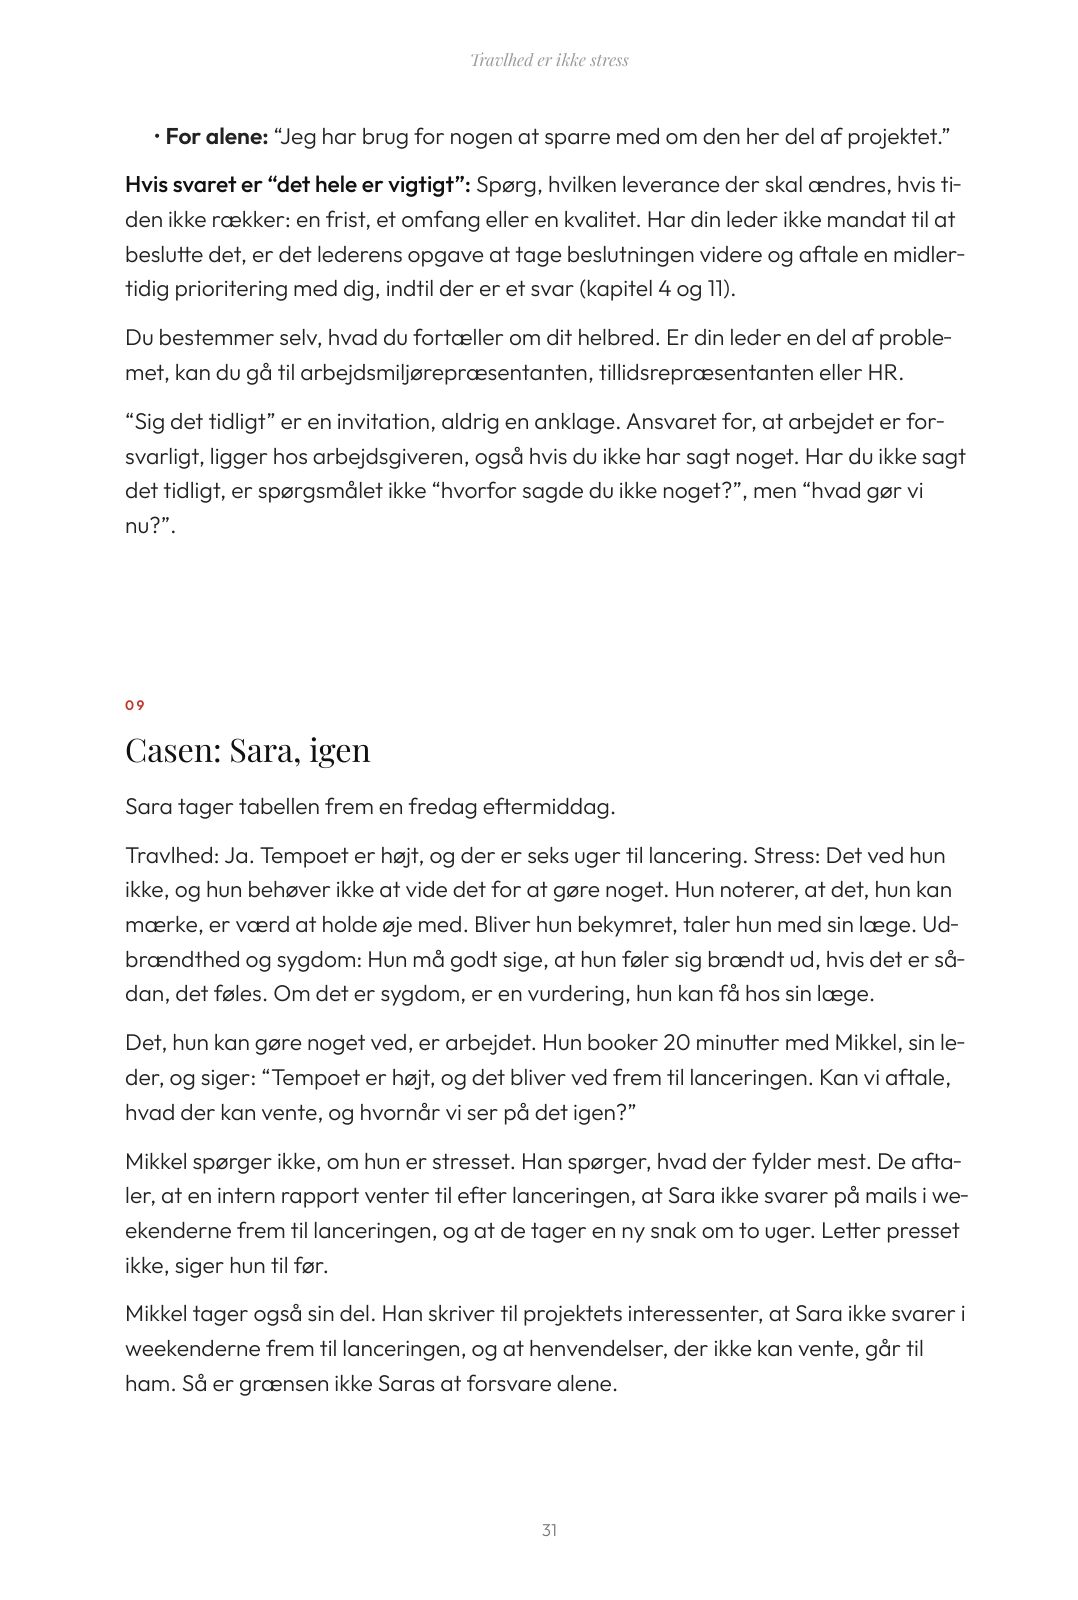 Travlhed er ikke stress
• For alene: “Jeg har brug for nogen at sparre med om den her del af projektet.”
Hvis svaret er “det hele er vigtigt”: Spørg, hvilken leverance der skal ændres, hvis ti-
den ikke rækker: en frist, et omfang eller en kvalitet. Har din leder ikke mandat til at
beslutte det, er det lederens opgave at tage beslutningen videre og aftale en midler-
tidig prioritering med dig, indtil der er et svar (kapitel 4 og 11).
Du bestemmer selv, hvad du fortæller om dit helbred. Er din leder en del af proble-
met, kan du gå til arbejdsmiljørepræsentanten, tillidsrepræsentanten eller HR.
“Sig det tidligt” er en invitation, aldrig en anklage. Ansvaret for, at arbejdet er for-
svarligt, ligger hos arbejdsgiveren, også hvis du ikke har sagt noget. Har du ikke sagt
det tidligt, er spørgsmålet ikke “hvorfor sagde du ikke noget?”, men “hvad gør vi
nu?”.
09
Casen: Sara, igen
Sara tager tabellen frem en fredag eftermiddag.
Travlhed: Ja. Tempoet er højt, og der er seks uger til lancering. Stress: Det ved hun
ikke, og hun behøver ikke at vide det for at gøre noget. Hun noterer, at det, hun kan
mærke, er værd at holde øje med. Bliver hun bekymret, taler hun med sin læge. Ud-
brændthed og sygdom: Hun må godt sige, at hun føler sig brændt ud, hvis det er så-
dan, det føles. Om det er sygdom, er en vurdering, hun kan få hos sin læge.
Det, hun kan gøre noget ved, er arbejdet. Hun booker 20 minutter med Mikkel, sin le-
der, og siger: “Tempoet er højt, og det bliver ved frem til lanceringen. Kan vi aftale,
hvad der kan vente, og hvornår vi ser på det igen?”
Mikkel spørger ikke, om hun er stresset. Han spørger, hvad der fylder mest. De afta-
ler, at en intern rapport venter til efter lanceringen, at Sara ikke svarer på mails i we-
ekenderne frem til lanceringen, og at de tager en ny snak om to uger. Letter presset
ikke, siger hun til før.
Mikkel tager også sin del. Han skriver til projektets interessenter, at Sara ikke svarer i
weekenderne frem til lanceringen, og at henvendelser, der ikke kan vente, går til
ham. Så er grænsen ikke Saras at forsvare alene.
31